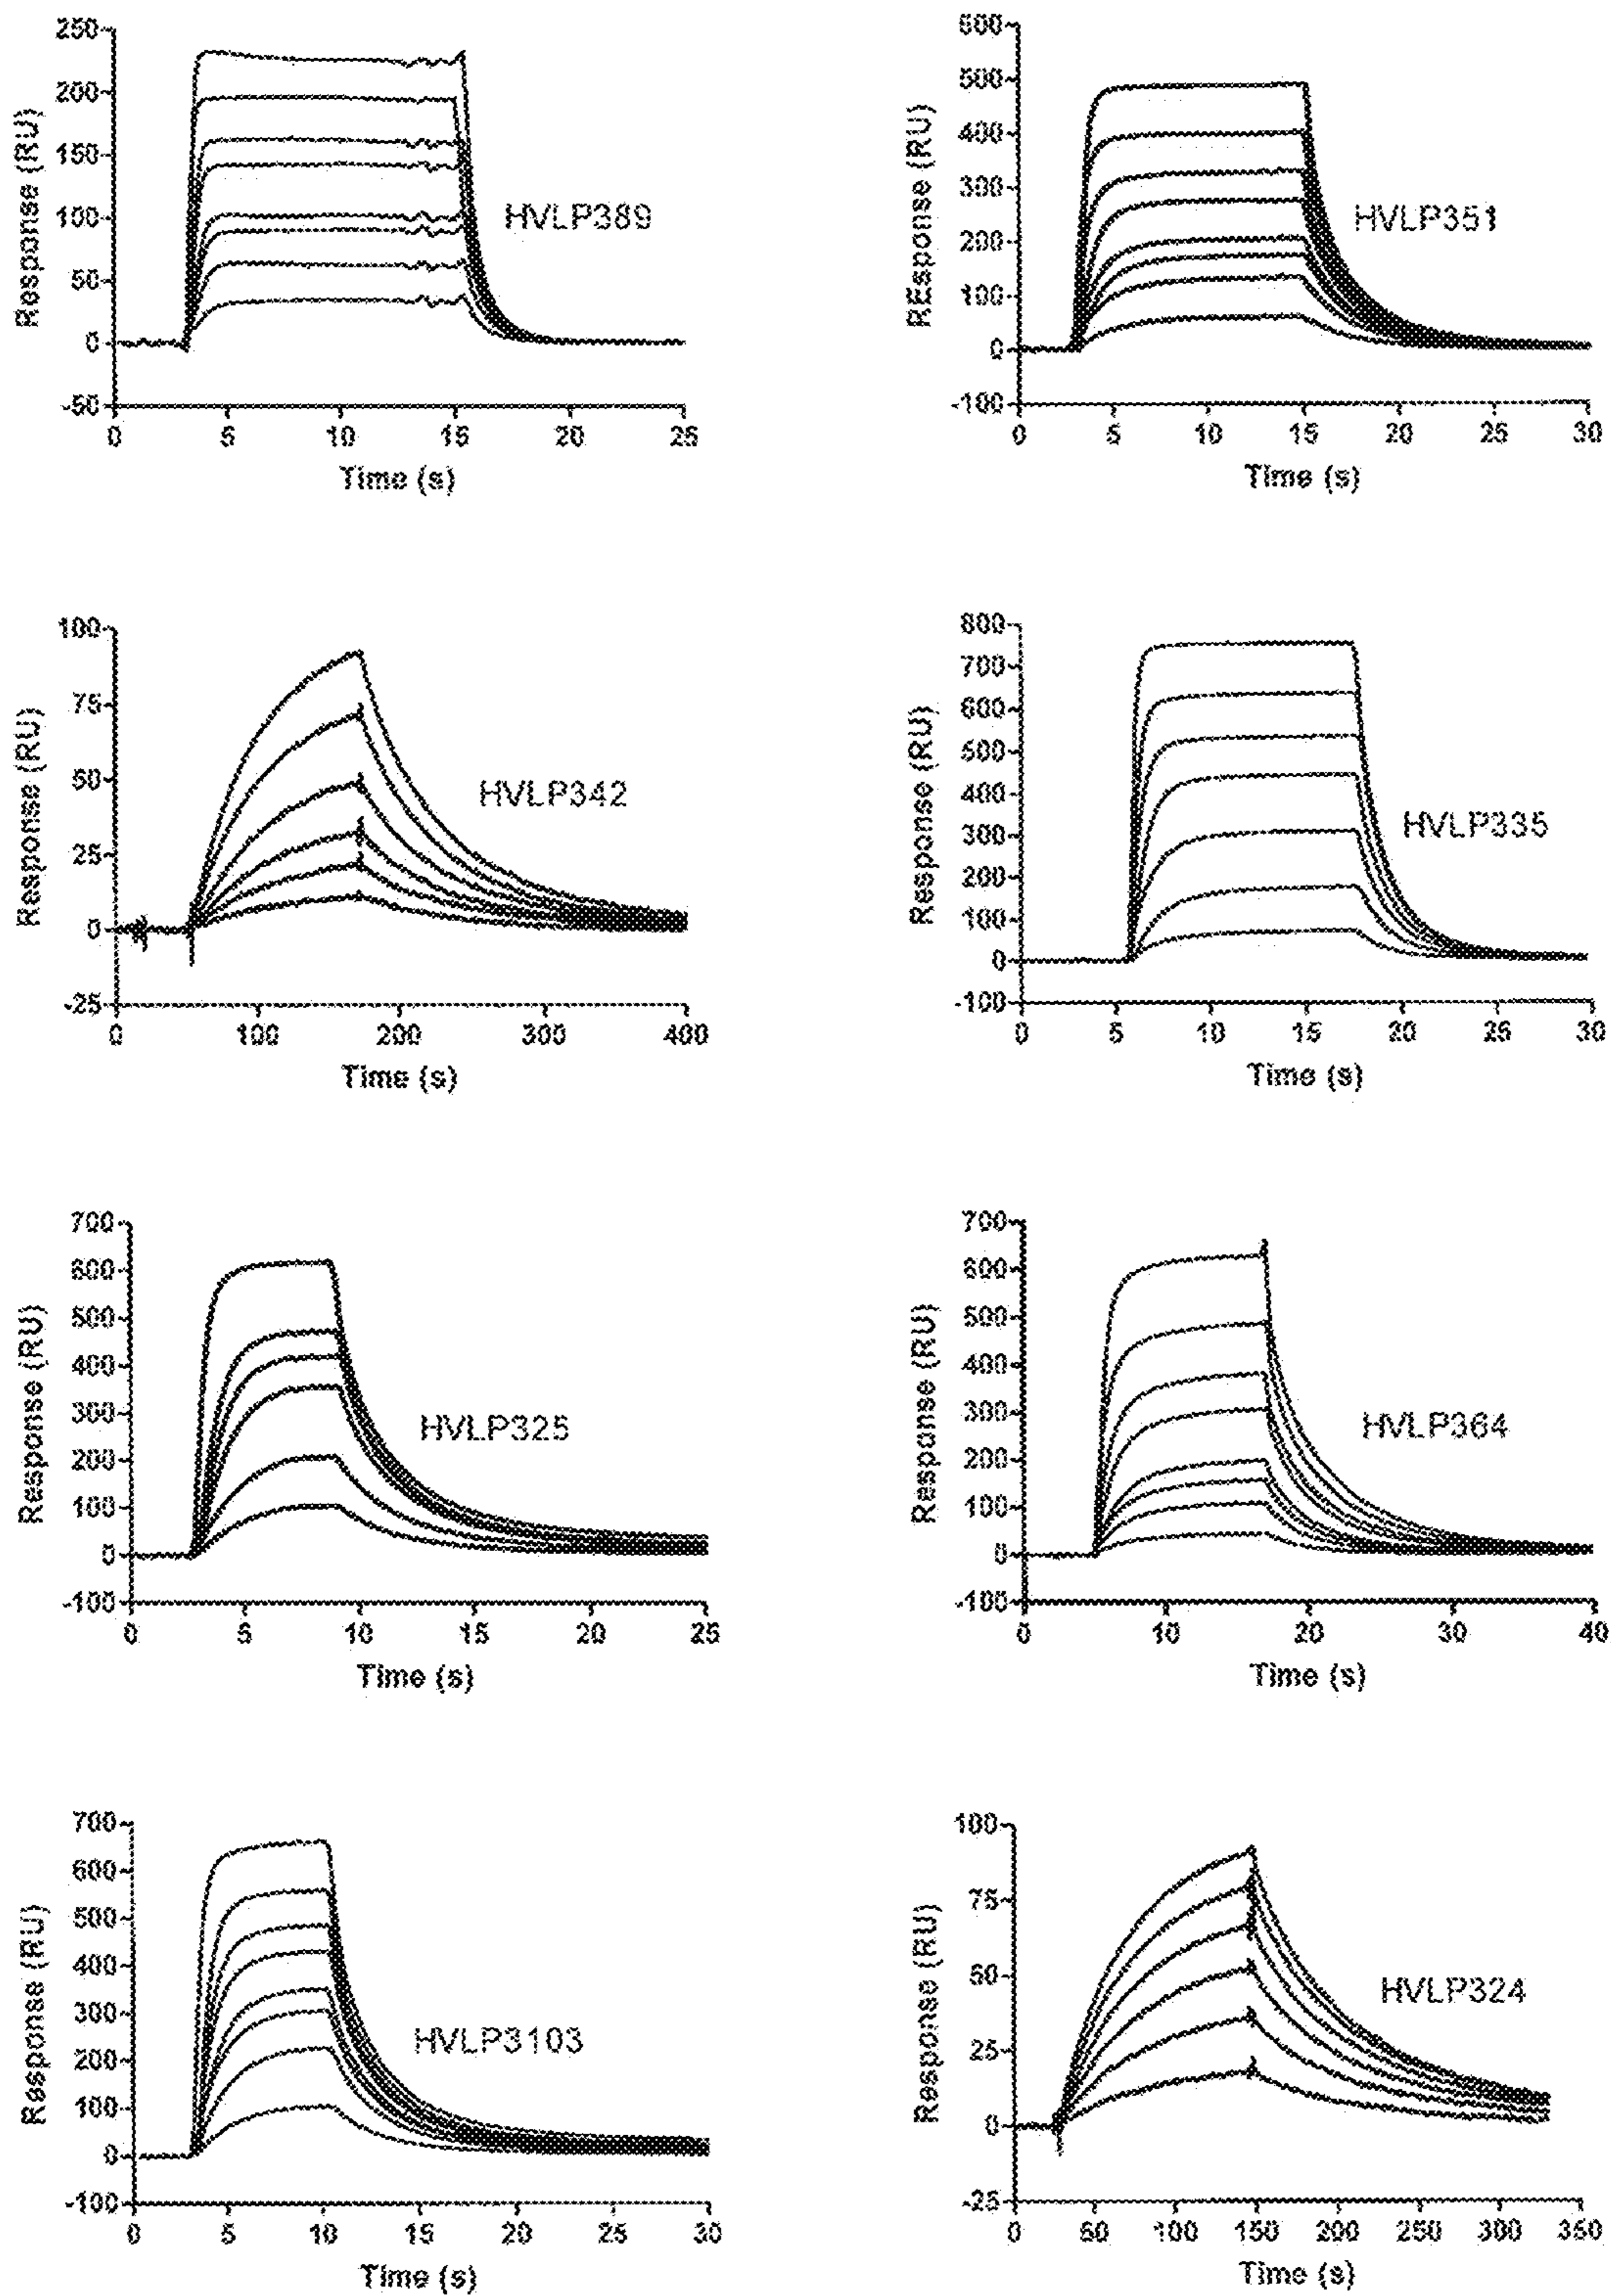 250
200
150
100
50
0
-50
Response (RU)
HVLP389
0 5 10 15 20 25
Time (s)
600
500
400
300
200
100
0
-100
REsponse (RU)
HVLP351
0 5 10 15 20 25 30
Time (s)
100
75
50
25
0
-25
Response (RU)
HVLP342
0 100 200 300 400
Time (s)
800
700
600
500
400
300
200
100
0
-100
Response (RU)
HVLP335
0 5 10 15 20 25 30
Time (s)
700
600
500
400
300
200
100
0
-100
Response (RU)
HVLP325
0 5 10 15 20 25
Time (s)
700
600
500
400
300
200
100
0
-100
Response (RU)
HVLP364
0 10 20 30 40
Time (s)
700
600
500
400
300
200
100
0
-100
Response (RU)
HVLP3103
0 5 10 15 20 25 30
Time (s)
100
75
50
25
0
-25
Response (RU)
HVLP324
0 50 100 150 200 250 300 350
Time (s)